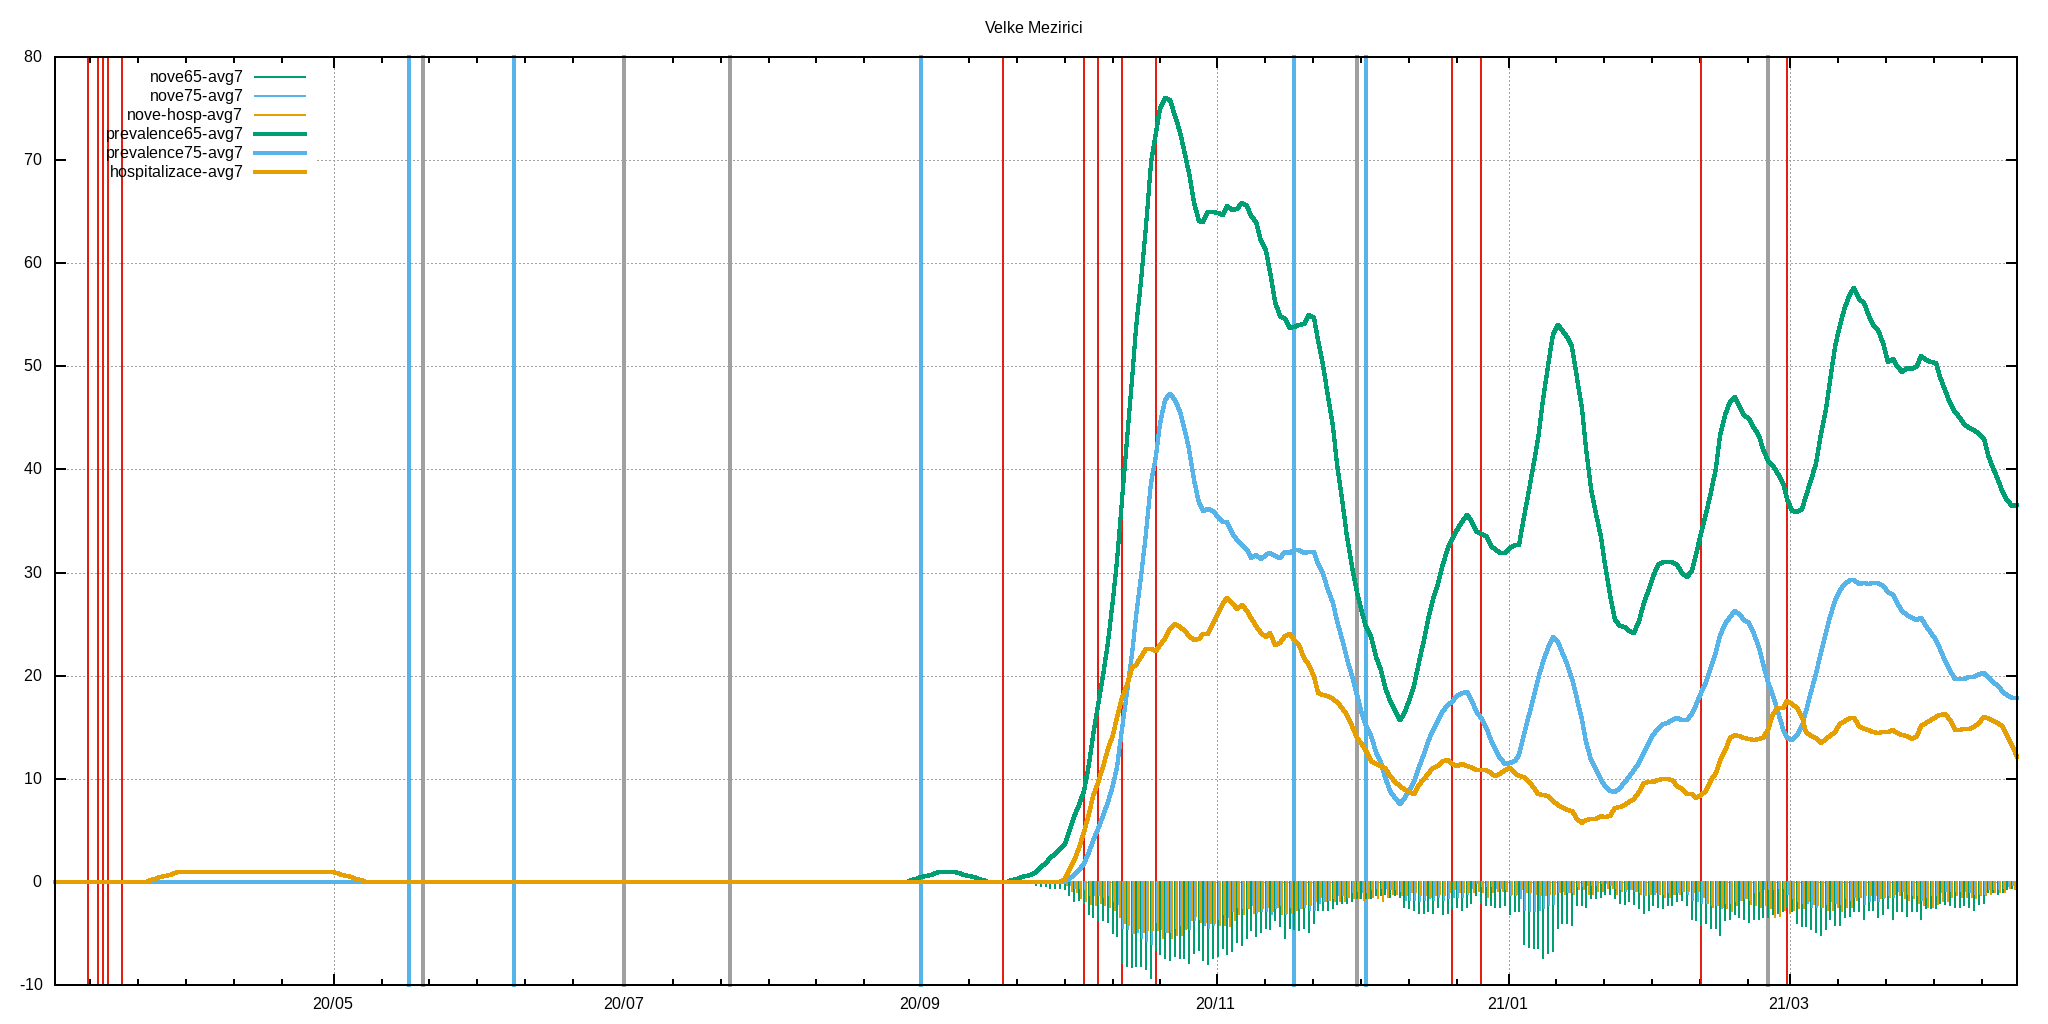 Velke Mezirici
80
nove65-avg7
nove75-avg7
nove-hosp-avg7
prevalence65-avg7
prevalence75-avg7
hospitalizace-avg7
70
60
50
40
30
20
10
0
-10
20/05 20/07 20/09 20/11 21/01 21/03